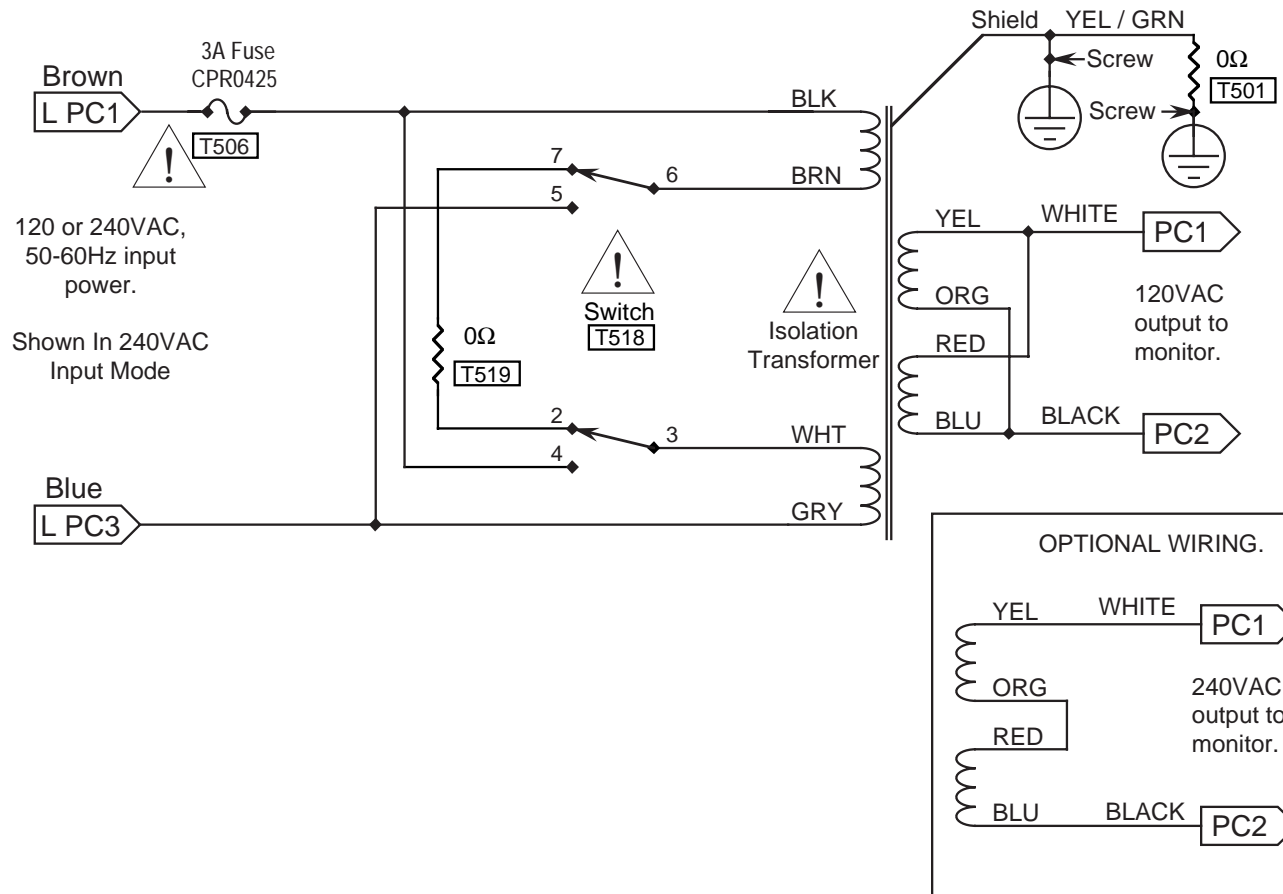 Shield YEL / GRN
3A Fuse
CPR0425
Brown
L PC1
T506
BLK
Screw
0Ω
T501
Screw
7
6
BRN
5
120 or 240VAC,
50-60Hz input
power.
Switch
T518
Isolation
Transformer
YEL
WHITE
PC1
ORG
120VAC
output to
monitor.
Shown In 240VAC
Input Mode
0Ω
T519
RED
2
3
WHT
4
BLU
BLACK
PC2
Blue
L PC3
GRY
OPTIONAL WIRING.
YEL
WHITE
PC1
ORG
240VAC
output to
monitor.
RED
BLU
BLACK
PC2